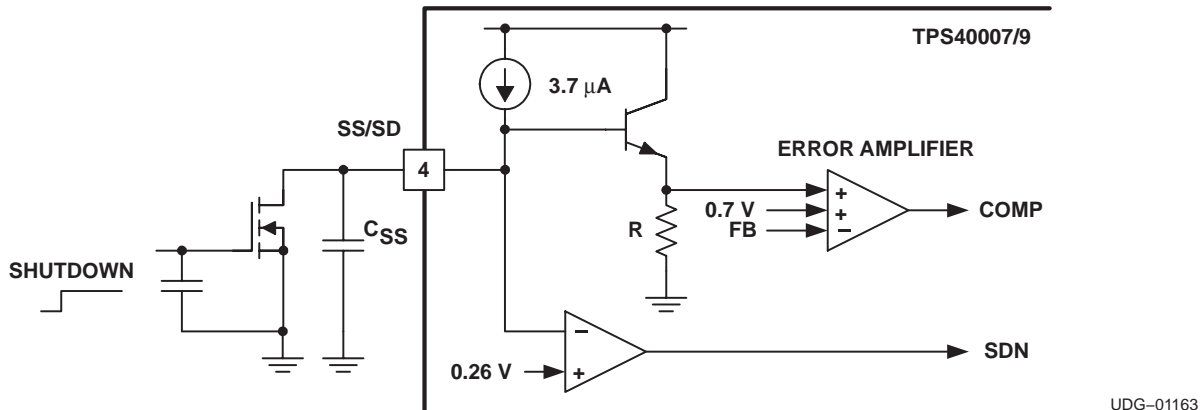 TPS40007/9
3.7 μA
SS/SD
4
ERROR AMPLIFIER
+
0.7 V
+
COMP
FB
−
R
CSS
SHUTDOWN
−
SDN
0.26 V
+
UDG–01163